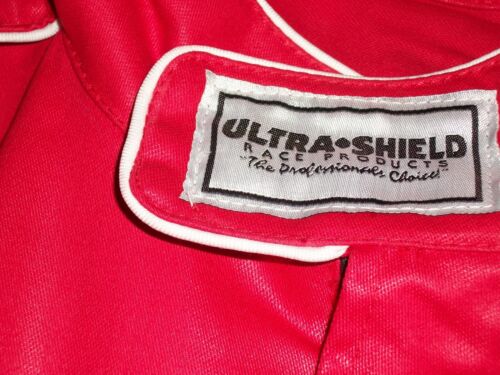 ULTRA•SHIELD
RACE PRODUCTS
"The Professionals Choice"